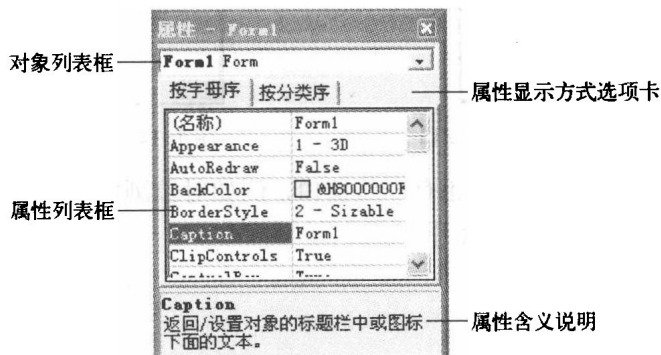 属性 - Form1
对象列表框
Form1 Form
按字母序 按分类序
属性显示方式选项卡
(名称) Form1
Appearance 1 - 3D
AutoRedraw False
BackColor &H8000000F
属性列表框
BorderStyle 2 - Sizable
Caption Form1
ClipControls True
Caption
返回/设置对象的标题栏中或图标
下面的文本。
属性含义说明